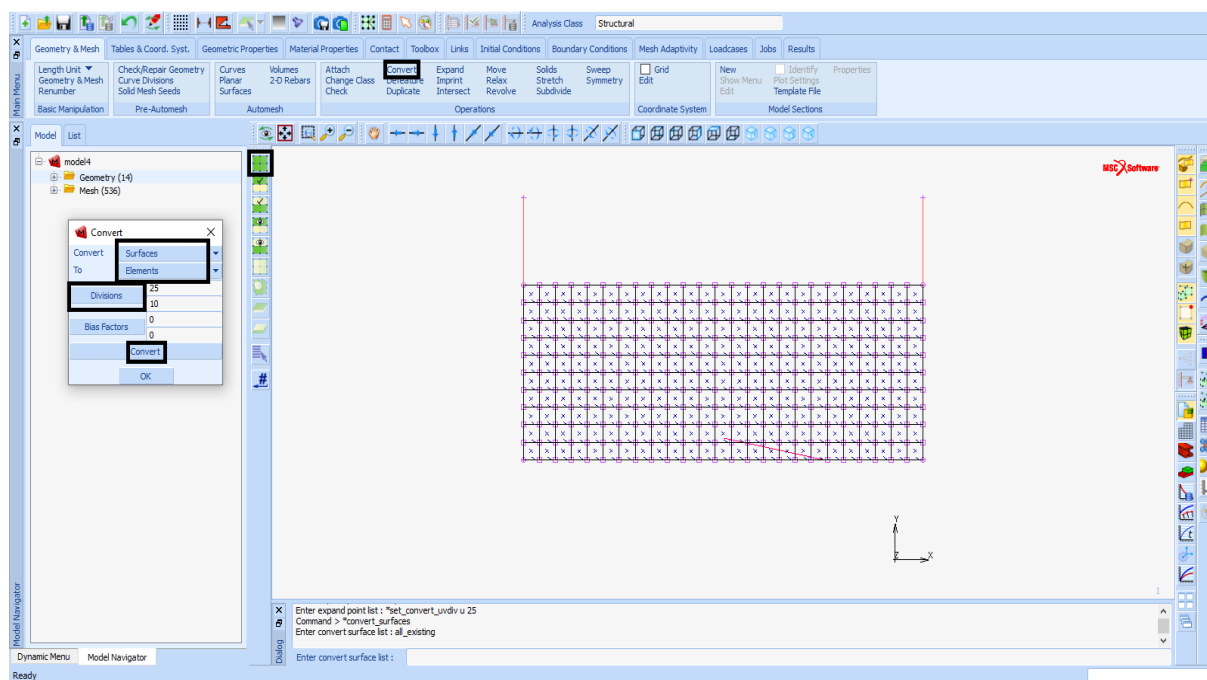 Analysis Class Structural
Geometry & Mesh Tables & Coord. Syst. Geometric Properties Material Properties Contact Toolbox Links Initial Conditions Boundary Conditions Mesh Adaptivity Loadcases Jobs Results
Length Unit Check/Repair Geometry Curves Volumes Attach Convert Expand Move Solids Sweep Grid New Identify Properties
Geometry & Mesh Curve Divisions Planar 2-D Rebars Change Class Defeature Imprint Relax Stretch Symmetry Edit Show Menu Plot Settings
Renumber Solid Mesh Seeds Surfaces Check Duplicate Intersect Revolve Subdivide Edit Template File
Basic Manipulation Pre-Automesh Automesh Operations Coordinate System Model Sections
Main Menu
Model List
model4
Geometry (14)
Mesh (536)
MSC Software
Convert
Convert Surfaces
To Elements
Divisions 25
10
Bias Factors 0
0
Convert
OK
#
Y
Z X
1
Model Navigator
Enter expand point list : *set_convert_uvdiv u 25
Command > *convert_surfaces
Enter convert surface list : all_existing
Dialog
Enter convert surface list :
Dynamic Menu Model Navigator
Ready